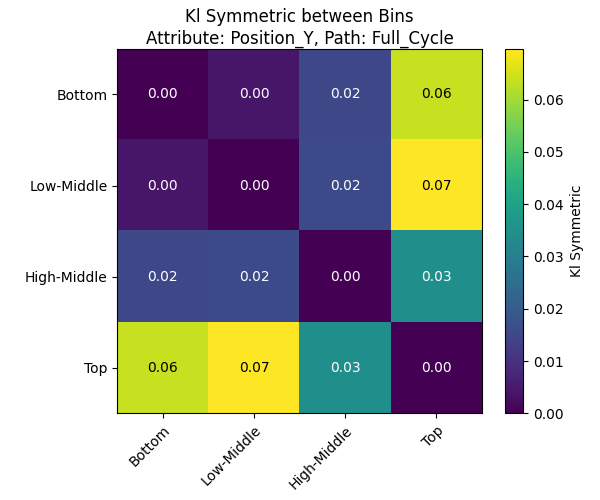 Kl Symmetric between Bins
Attribute: Position_Y, Path: Full_Cycle
Bottom 0.00 0.00 0.02 0.06
Low-Middle 0.00 0.00 0.02 0.07
High-Middle 0.02 0.02 0.00 0.03
Top 0.06 0.07 0.03 0.00
Bottom Low-Middle High-Middle Top
0.06
0.05
0.04
0.03
0.02
0.01
0.00
Kl Symmetric